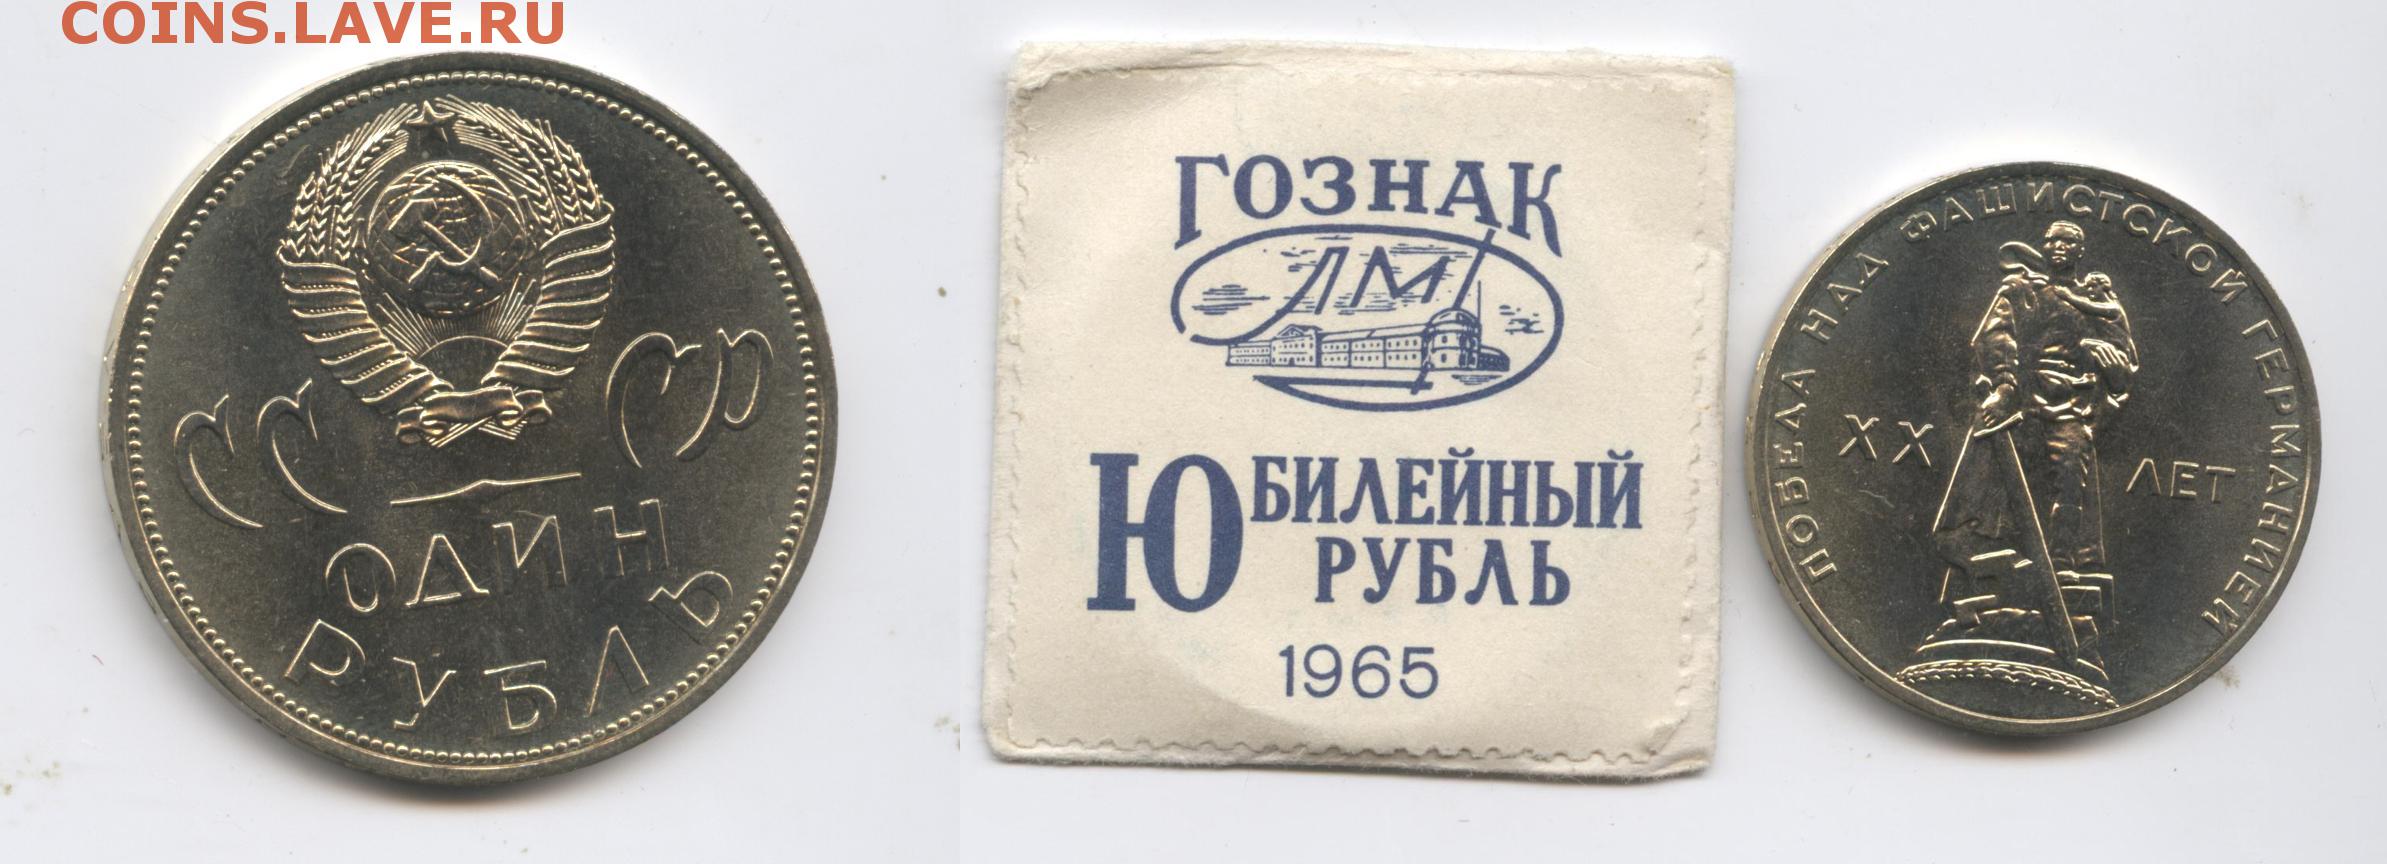 COINS.LAVE.RU
СССР
ОДИН
РУБЛЬ
ГОЗНАК
ЛМ
ЮБИЛЕЙНЫЙ
РУБЛЬ
1965
ПОБЕДА НАД ФАШИСТСКОЙ ГЕРМАНИЕЙ
XX ЛЕТ